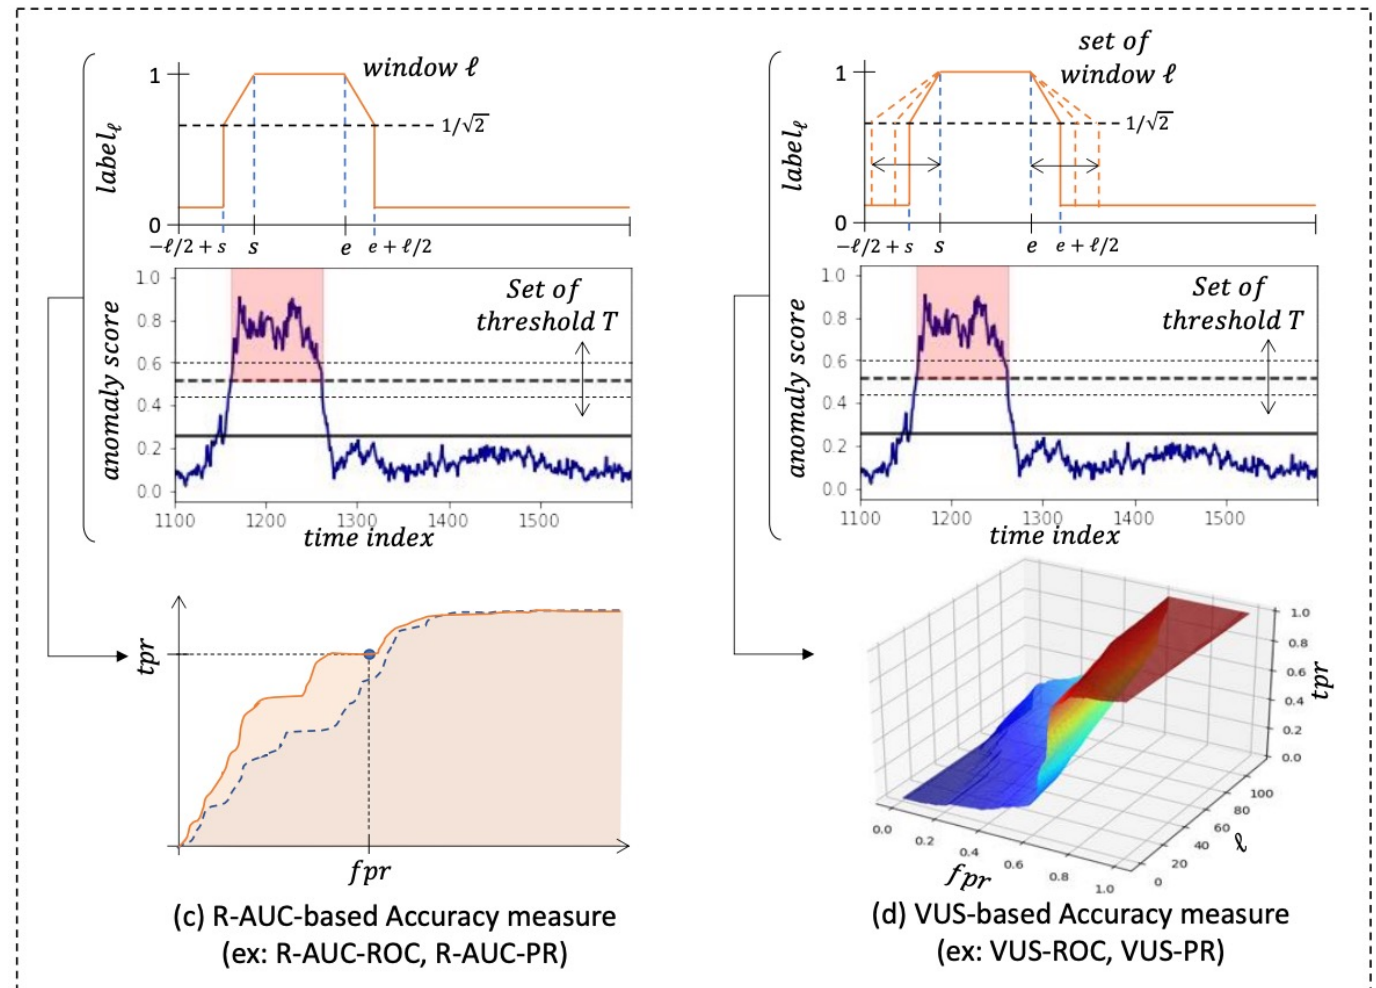 window ℓ
1
1/√2
label_ℓ
0
-ℓ/2 + s
s
e
e + ℓ/2
1.0
0.8
0.6
0.4
0.2
0.0
anomaly score
Set of
threshold T
1100
1200
1300
1400
1500
time index
tpr
fpr
(c) R-AUC-based Accuracy measure
(ex: R-AUC-ROC, R-AUC-PR)
set of
window ℓ
1
1/√2
label_ℓ
0
-ℓ/2 + s
s
e
e + ℓ/2
1.0
0.8
0.6
0.4
0.2
0.0
anomaly score
Set of
threshold T
1100
1200
1300
1400
1500
time index
1.0
0.8
0.6
0.4
0.2
0.0
tpr
100
80
60
40
20
0
ℓ
0.0
0.2
0.4
0.6
0.8
1.0
fpr
(d) VUS-based Accuracy measure
(ex: VUS-ROC, VUS-PR)